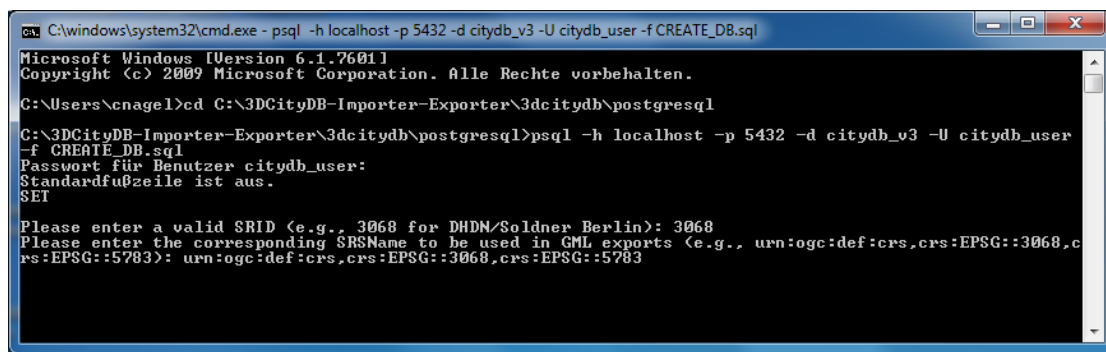 C:\windows\system32\cmd.exe - psql -h localhost -p 5432 -d citydb_v3 -U citydb_user -f CREATE_DB.sql
Microsoft Windows [Version 6.1.7601]
Copyright (c) 2009 Microsoft Corporation. Alle Rechte vorbehalten.
C:\Users\cnagel>cd C:\3DCityDB-Importer-Exporter\3dcitydb\postgresql
C:\3DCityDB-Importer-Exporter\3dcitydb\postgresql>psql -h localhost -p 5432 -d citydb_v3 -U citydb_user
-f CREATE_DB.sql
Passwort für Benutzer citydb_user:
Standardfußzeile ist aus.
SET
Please enter a valid SRID (e.g., 3068 for DHDN/Soldner Berlin): 3068
Please enter the corresponding SRSName to be used in GML exports (e.g., urn:ogc:def:crs,crs:EPSG::3068,c
rs:EPSG::5783): urn:ogc:def:crs,crs:EPSG::3068,crs:EPSG::5783